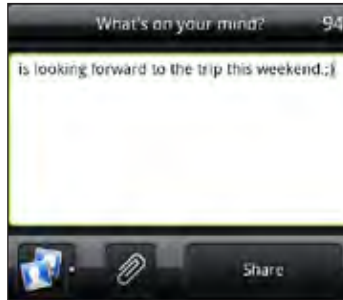 What's on your mind? 94
is looking forward to the trip this weekend.;)
Share